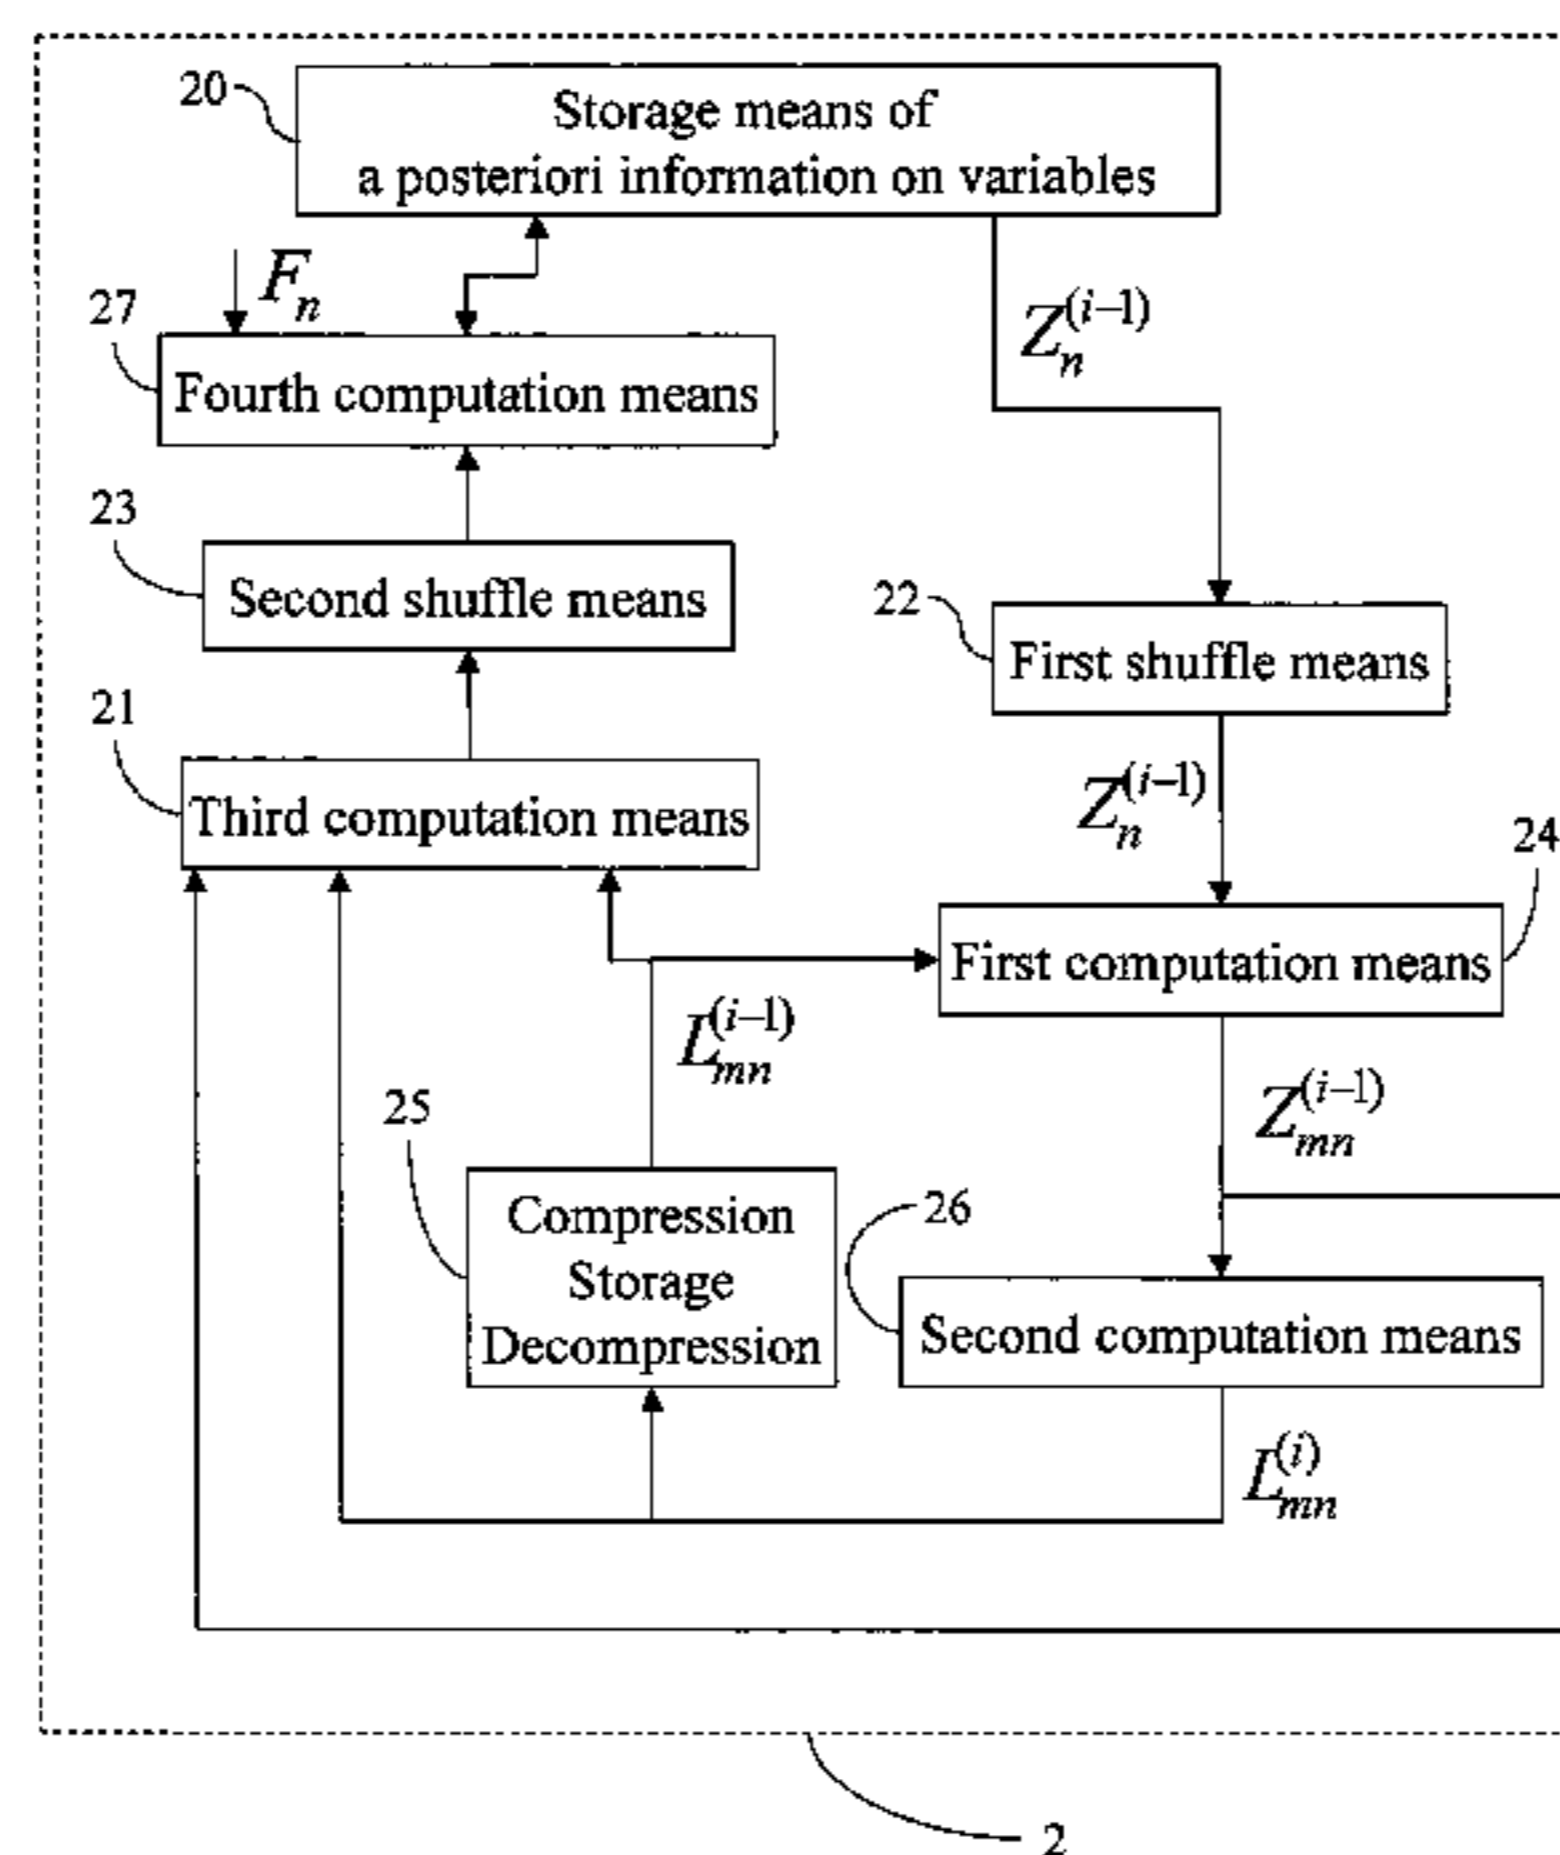 20
Storage means of
a posteriori information on variables
F_n
27
Z_n^(i-1)
Fourth computation means
23
Second shuffle means
22
First shuffle means
21
Z_n^(i-1)
Third computation means
24
First computation means
L_mn^(i-1)
Z_mn^(i-1)
25
Compression
Storage
Decompression
26
Second computation means
L_mn^(i)
2